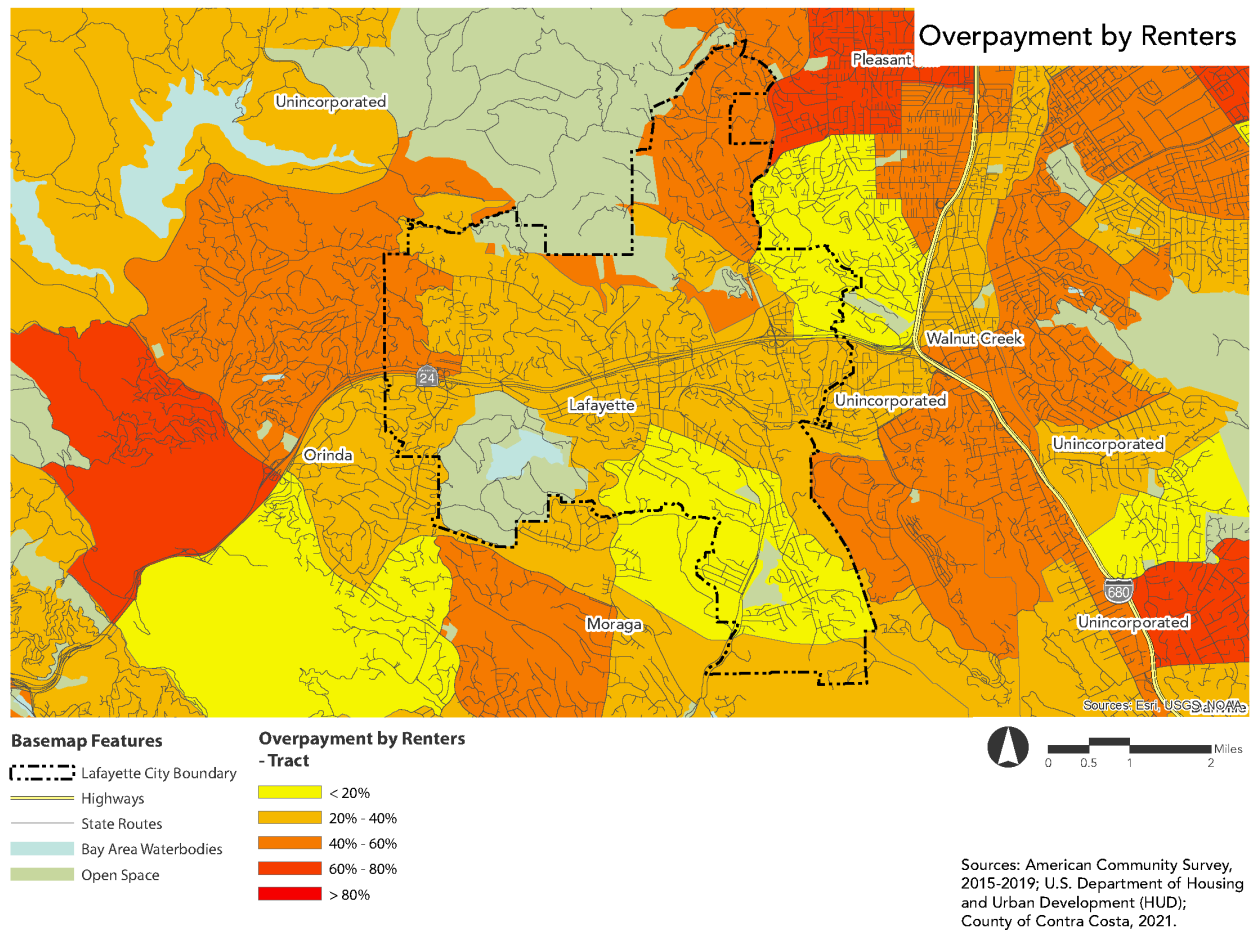 Overpayment by Renters
Pleasant
Unincorporated
Walnut Creek
24
Lafayette
Unincorporated
Unincorporated
Orinda
680
Moraga
Unincorporated
Sources: Esri, USGS, NOAA
Basemap Features
Lafayette City Boundary
Highways
State Routes
Bay Area Waterbodies
Open Space
Overpayment by Renters
- Tract
< 20%
20% - 40%
40% - 60%
60% - 80%
> 80%
Miles
0 0.5 1 2
Sources: American Community Survey,
2015-2019; U.S. Department of Housing
and Urban Development (HUD);
County of Contra Costa, 2021.